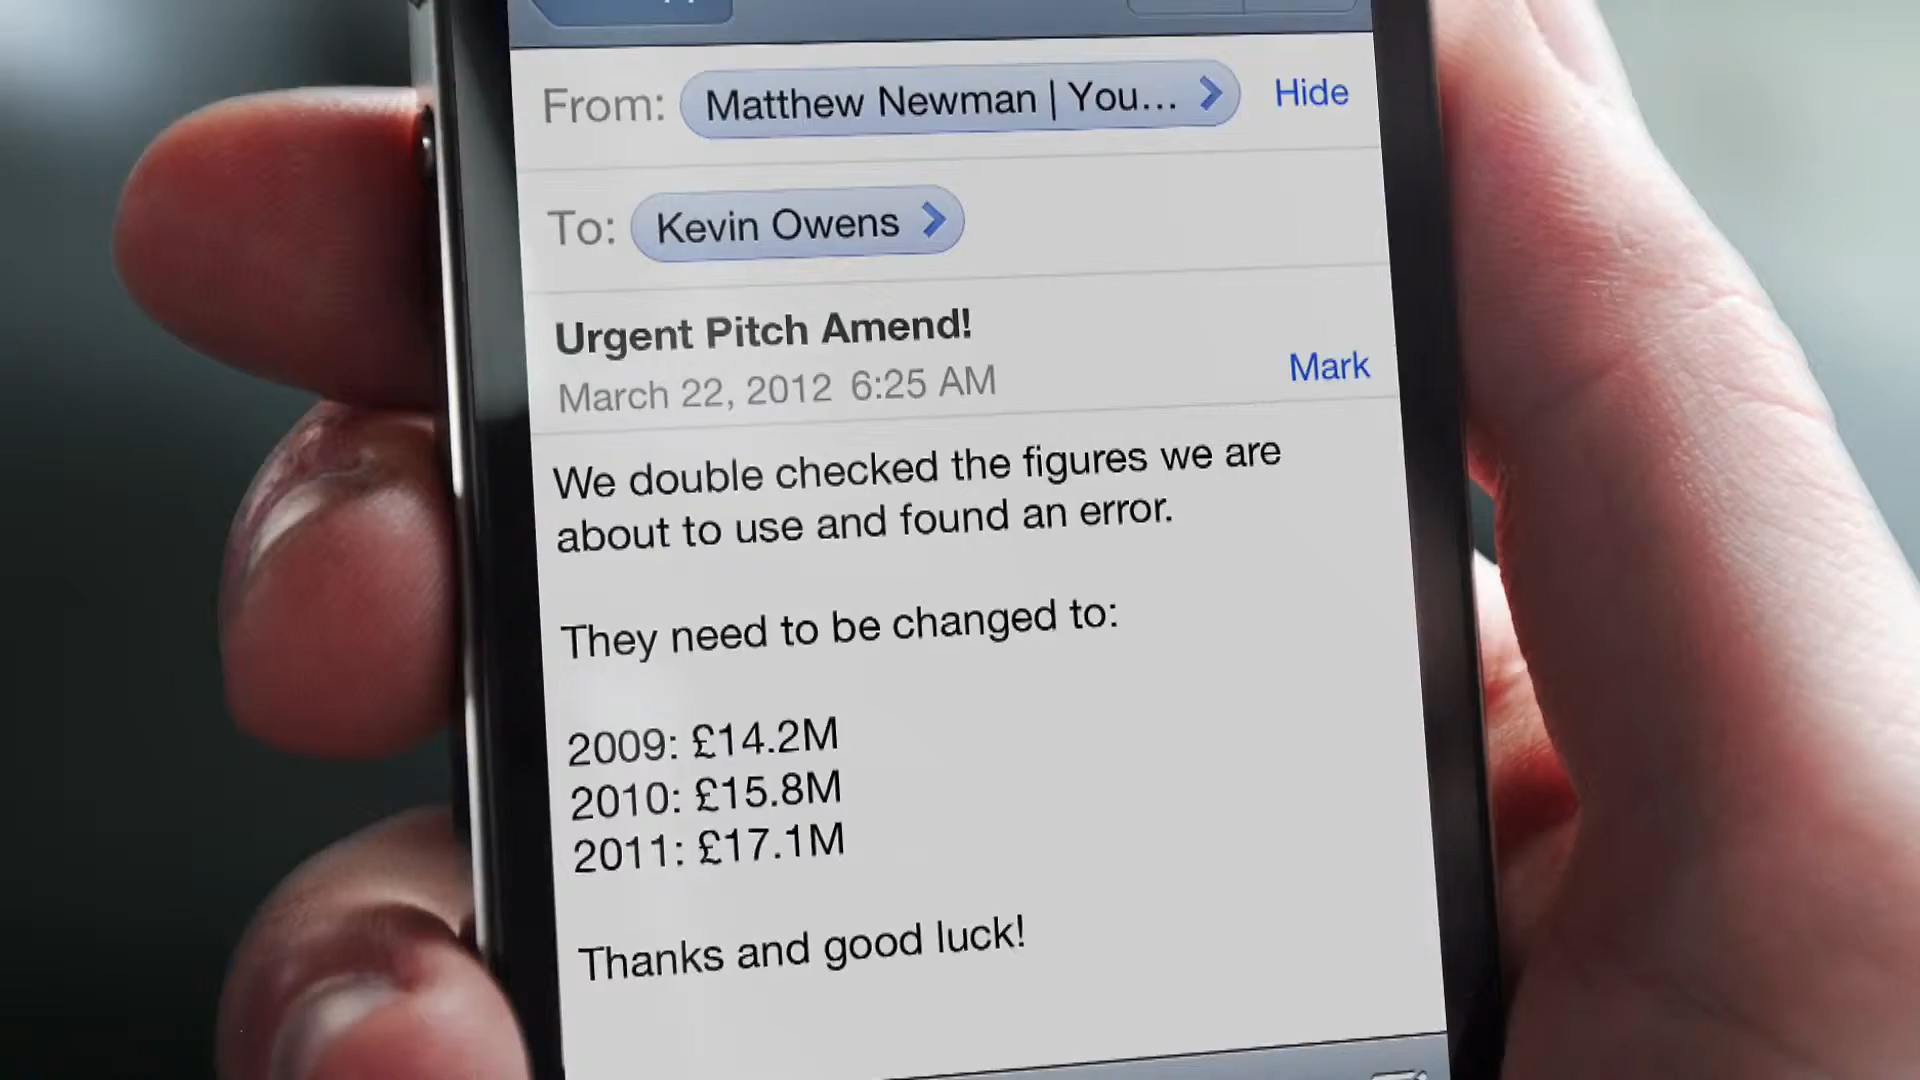 From: Matthew Newman | You... Hide
To: Kevin Owens
Urgent Pitch Amend!
March 22, 2012 6:25 AM Mark
We double checked the figures we are
about to use and found an error.
They need to be changed to:
2009: £14.2M
2010: £15.8M
2011: £17.1M
Thanks and good luck!